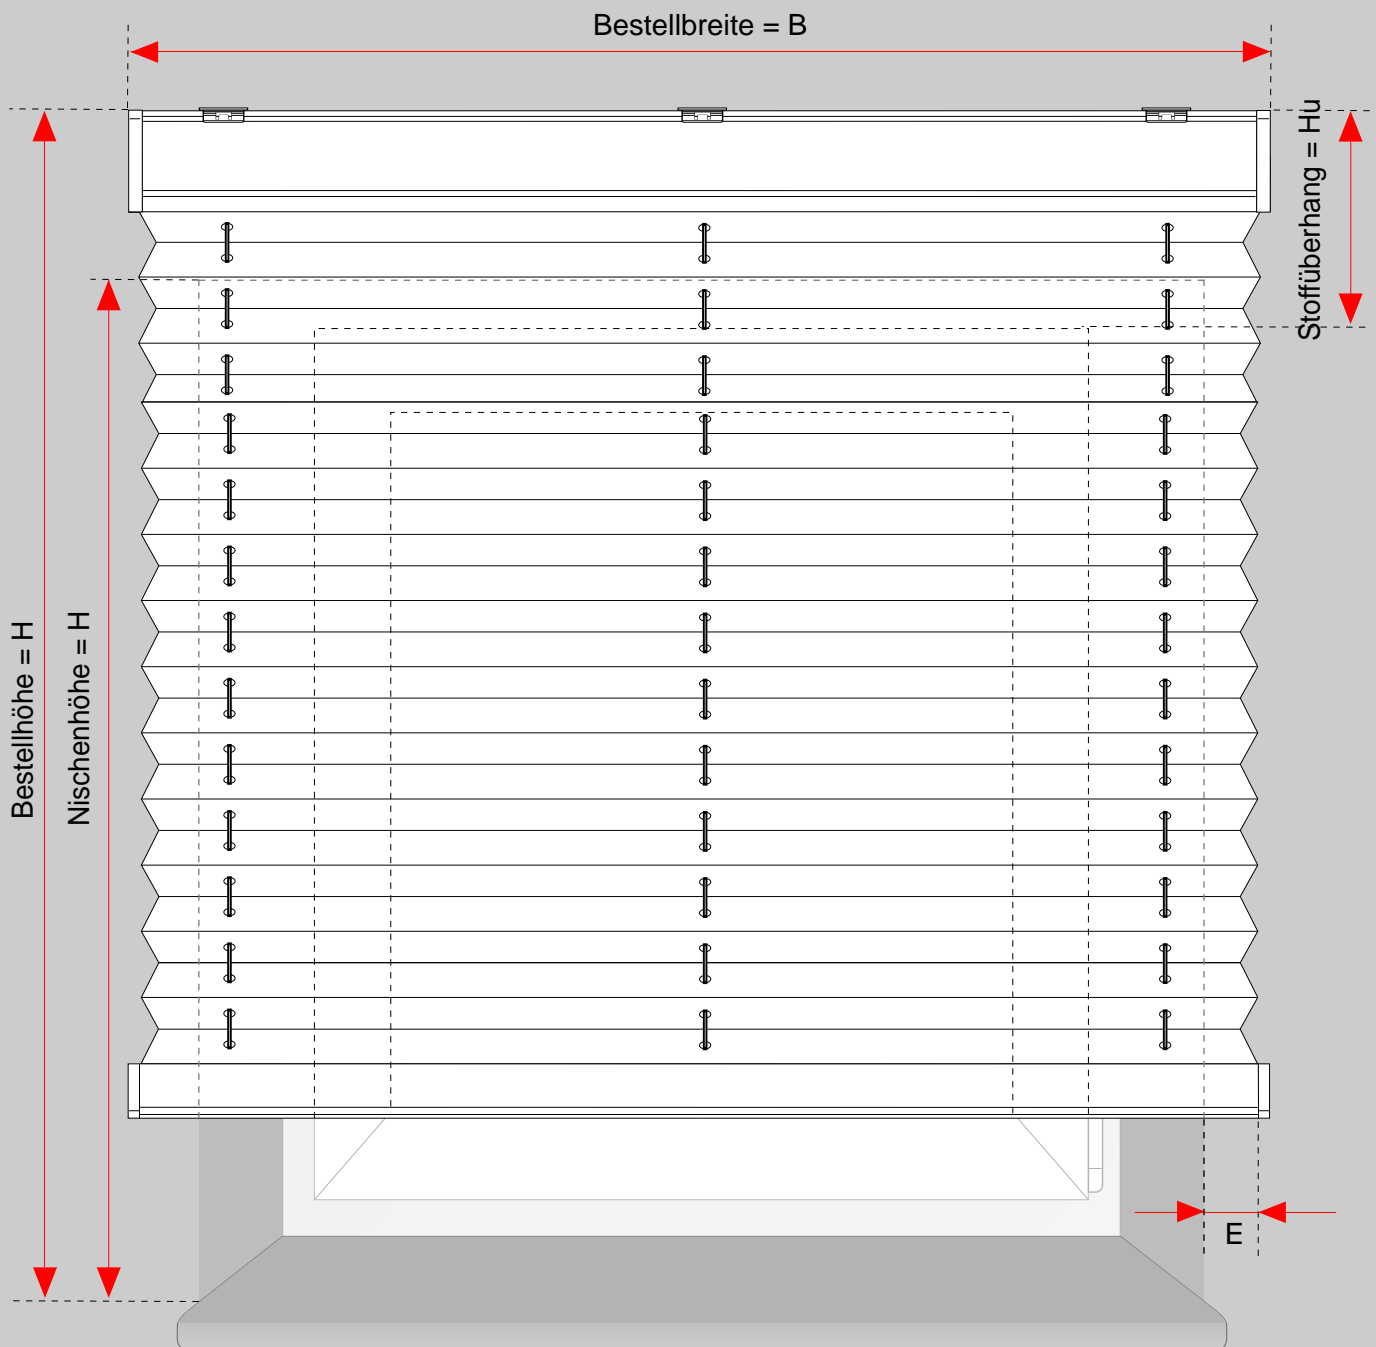 Bestellbreite = B
Stoffüberhang = Hu
Bestellhöhe = H
Nischenhöhe = H
E